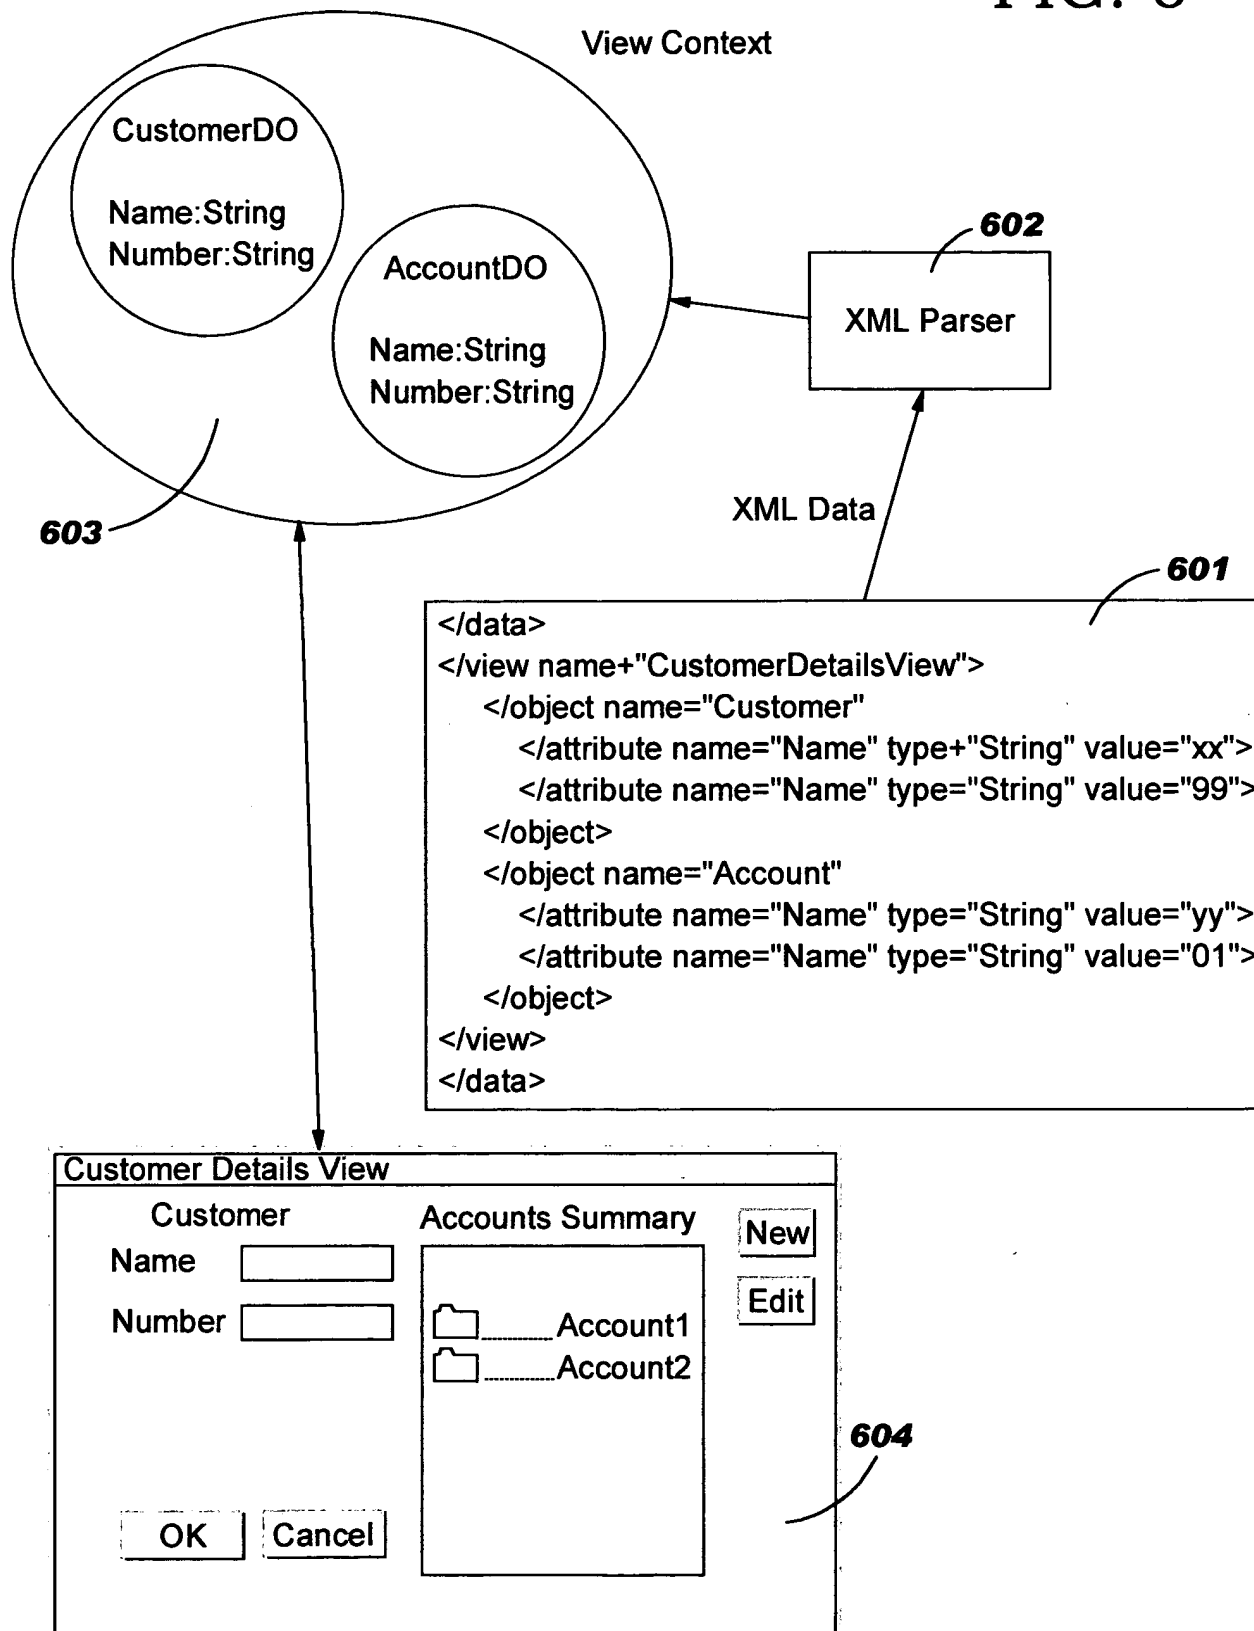 View Context
CustomerDO
Name:String
Number:String
AccountDO
Name:String
Number:String
602
XML Parser
603
XML Data
601
</data>
</view name+"CustomerDetailsView">
</object name="Customer"
</attribute name="Name" type+"String" value="xx">
</attribute name="Name" type="String" value="99">
</object>
</object name="Account"
</attribute name="Name" type="String" value="yy">
</attribute name="Name" type="String" value="01">
</object>
</view>
</data>
Customer Details View
Customer
Accounts Summary
New
Name
Edit
Number
Account1
Account2
604
OK
Cancel